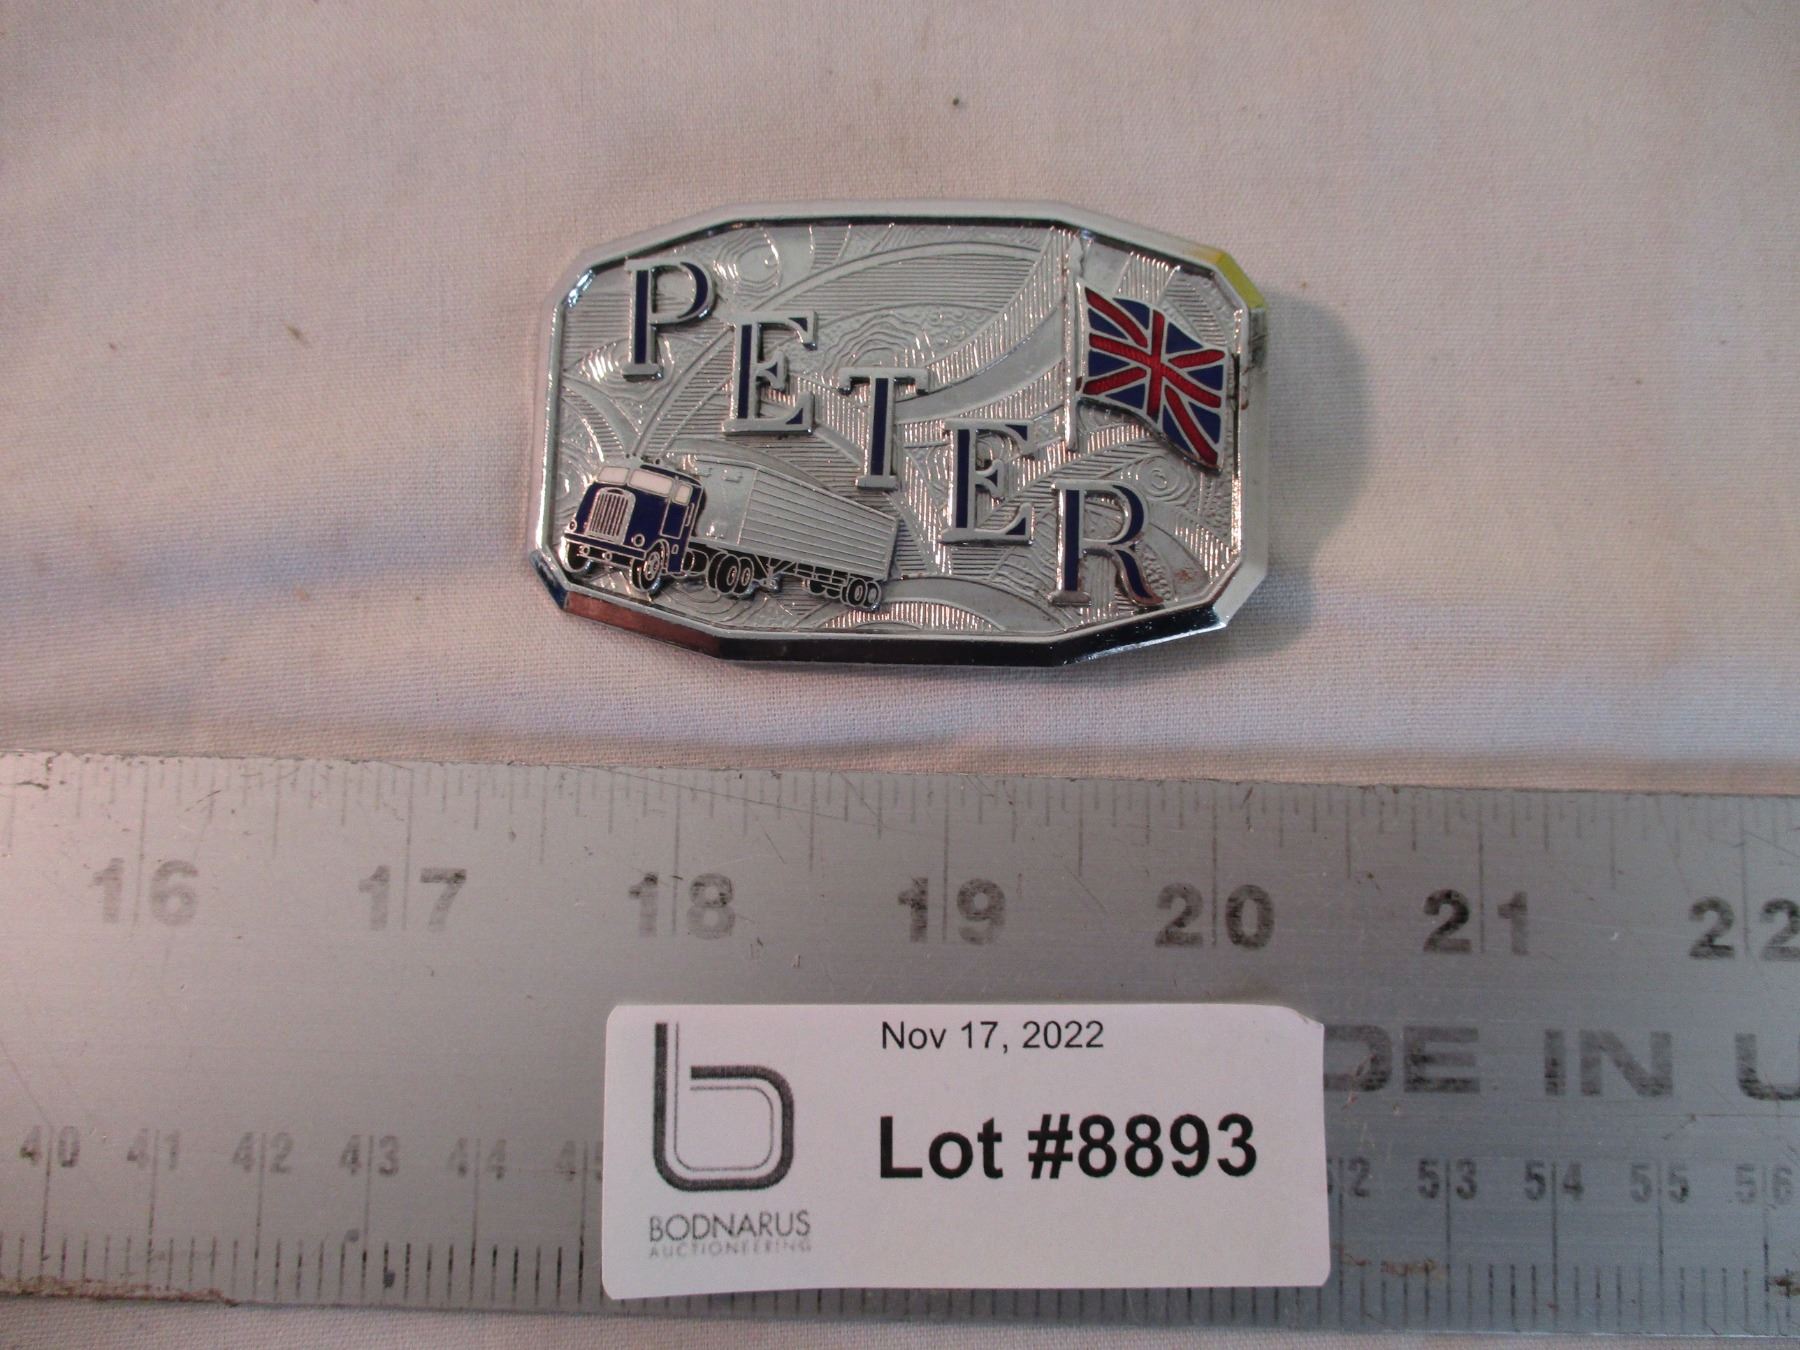 PETER
16 17 18 19 20 21 22
Nov 17, 2022
Lot #8893
BODNARUS
AUCTIONEERING
DE IN U
40 41 42 43 44 45 52 53 54 55 56